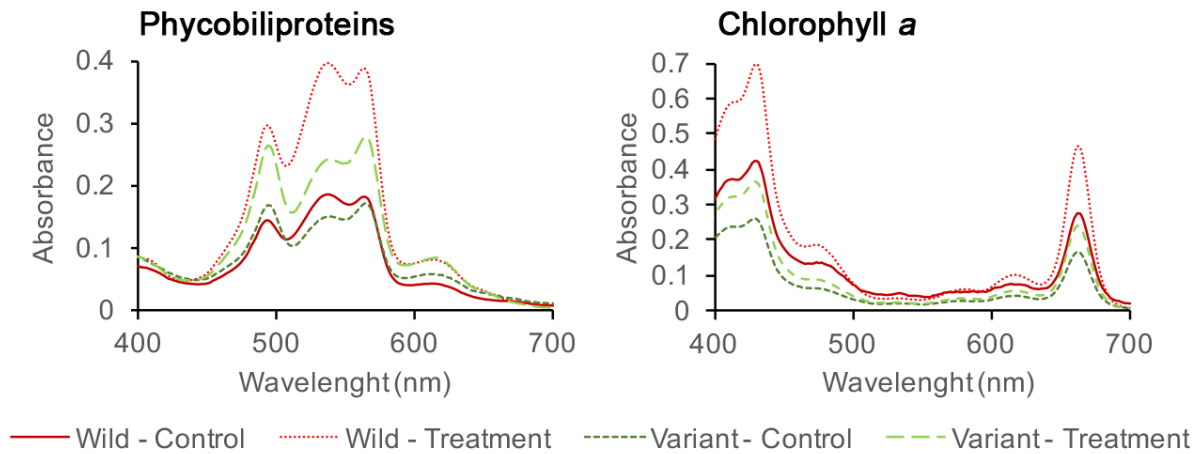 Phycobiliproteins
0.4
0.3
0.2
0.1
0
Absorbance
400 500 600 700
Wavelenght (nm)
Chlorophyll a
0.7
0.6
0.5
0.4
0.3
0.2
0.1
0
Absorbance
400 500 600 700
Wavelenght (nm)
Wild - Control Wild - Treatment Variant - Control Variant - Treatment